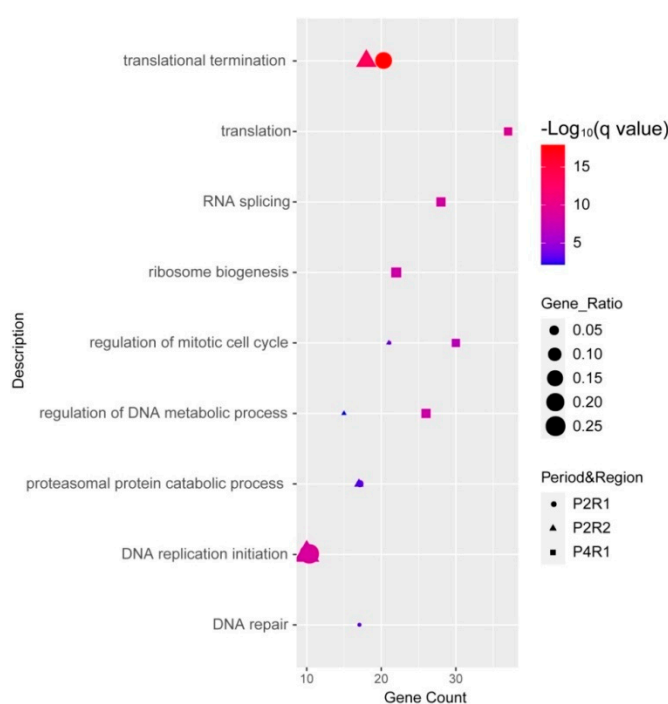 translational termination
translation
RNA splicing
ribosome biogenesis
regulation of mitotic cell cycle
regulation of DNA metabolic process
proteasomal protein catabolic process
DNA replication initiation
DNA repair
Description
10 20 30
Gene Count
-Log₁₀(q value)
15
10
5
Gene_Ratio
0.05
0.10
0.15
0.20
0.25
Period&Region
P2R1
P2R2
P4R1